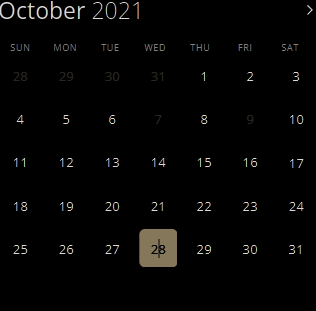 October 2021
SUN MON TUE WED THU FRI SAT
28 29 30 31 1 2 3
4 5 6 7 8 9 10
11 12 13 14 15 16 17
18 19 20 21 22 23 24
25 26 27 28 29 30 31